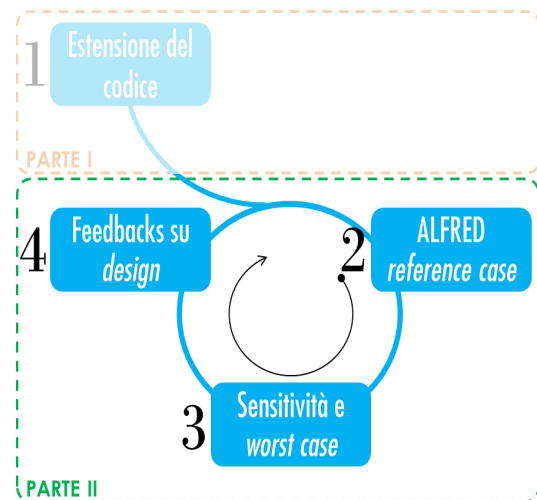 1
Estensione del
codice
PARTE I
4
Feedbacks su
design
2
ALFRED
reference case
3
Sensitività e
worst case
PARTE II